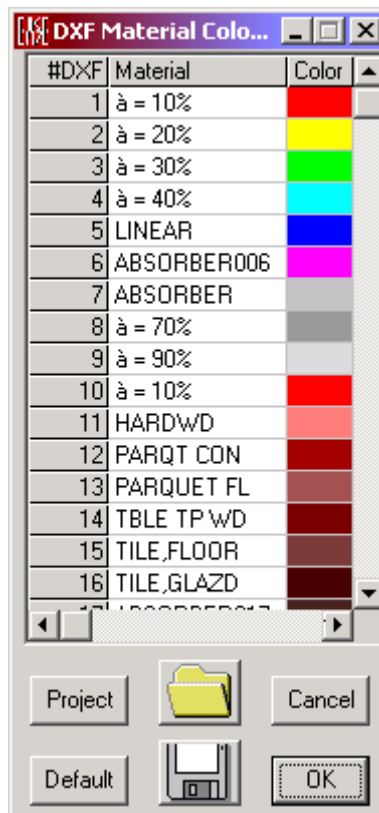 EASE DXF Material Colo...
#DXF Material Color
1 à = 10%
2 à = 20%
3 à = 30%
4 à = 40%
5 LINEAR
6 ABSORBER006
7 ABSORBER
8 à = 70%
9 à = 90%
10 à = 10%
11 HARDWD
12 PARQT CON
13 PARQUET FL
14 TBLE TP WD
15 TILE,FLOOR
16 TILE,GLAZD
Project
Cancel
Default
OK